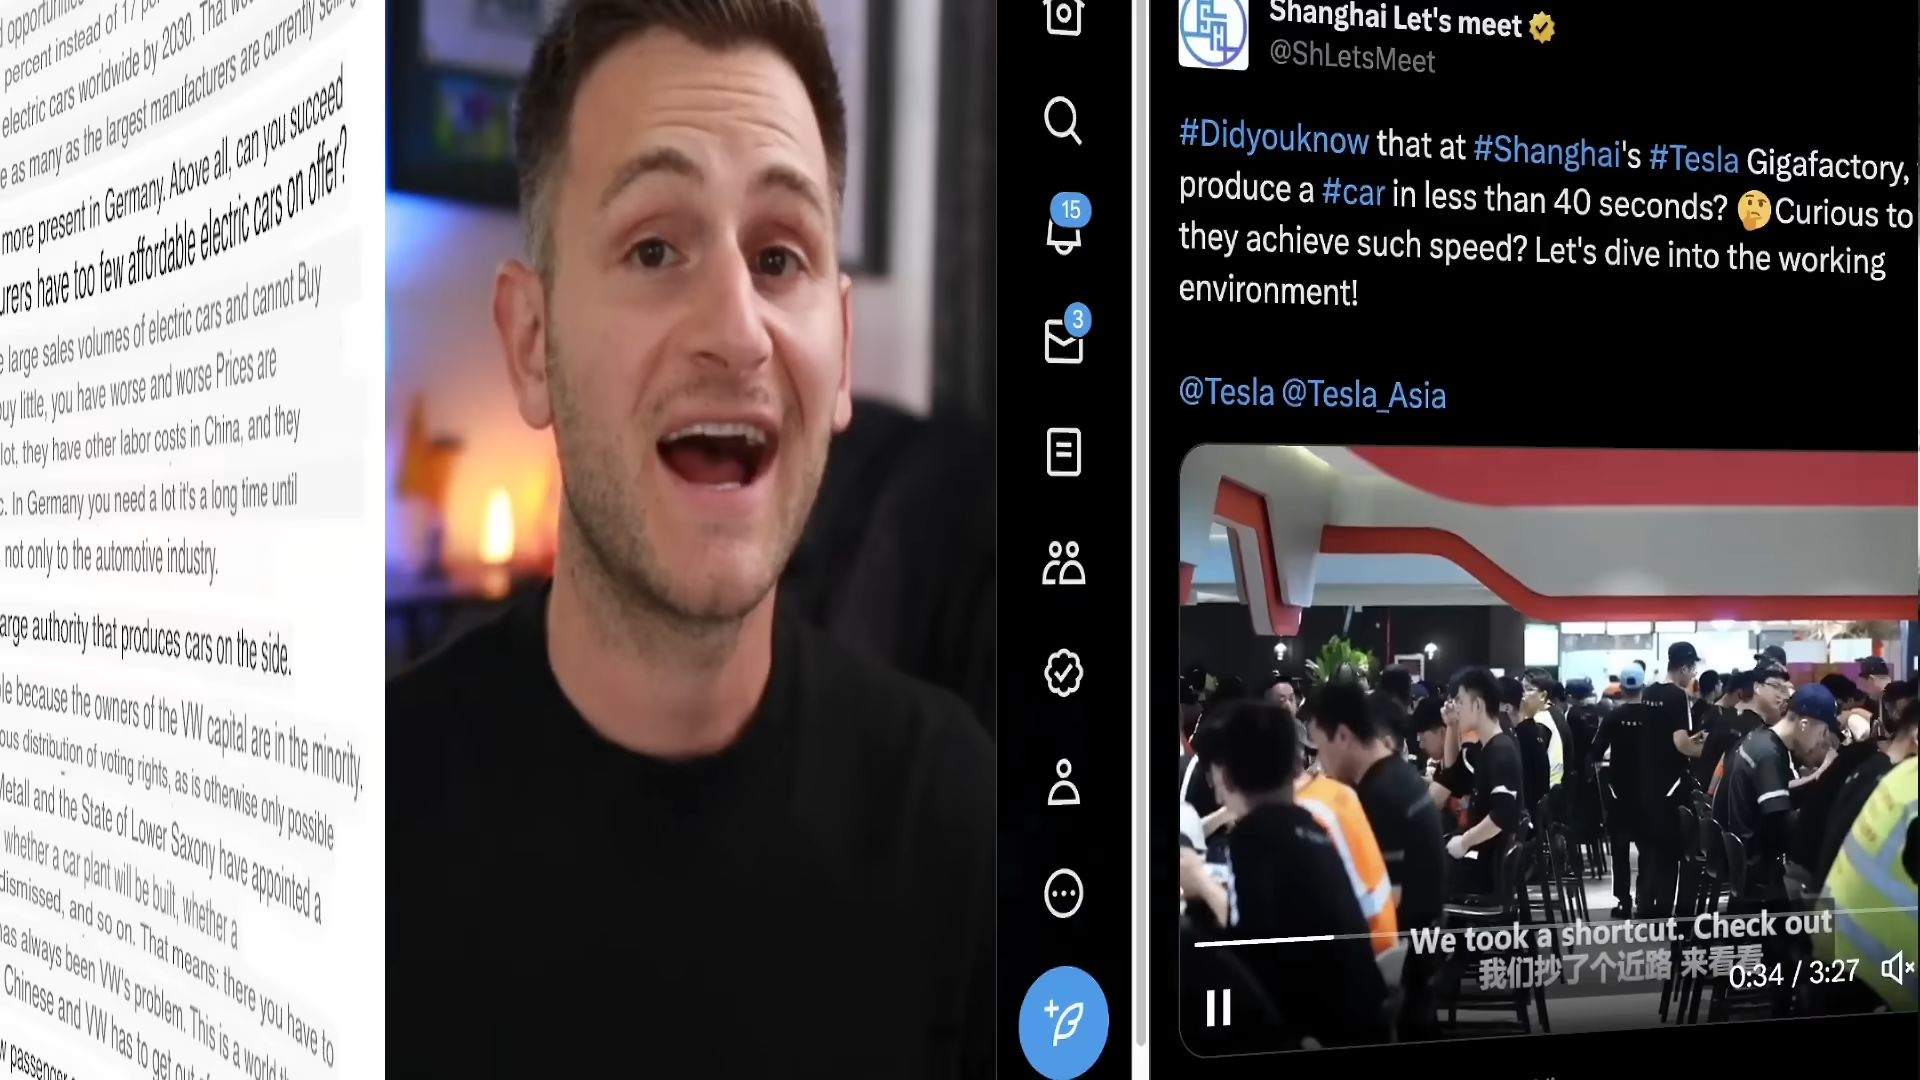 opportunities
percent instead of 17
electric cars worldwide by 2030. That
e as many as the largest manufacturers are currently selling
more present in Germany. Above all, can you succeed
urers have too few affordable electric cars on offer?
e large sales volumes of electric cars and cannot Buy
buy little, you have worse and worse Prices are
lot, they have other labor costs in China, and they
c. In Germany you need a lot it's a long time until
not only to the automotive industry.
arge authority that produces cars on the side.
le because the owners of the VW capital are in the minority.
ous distribution of voting rights, as is otherwise only possible
Metall and the State of Lower Saxony have appointed a
whether a car plant will be built, whether a
dismissed, and so on. That means: there you have to
has always been VW's problem. This is a world
Chinese and VW has to get out
w passenger
15
3
Shanghai Let's meet
@ShLetsMeet
#Didyouknow that at #Shanghai's #Tesla Gigafactory,
produce a #car in less than 40 seconds? 🤔Curious to
they achieve such speed? Let's dive into the working
environment!
@Tesla @Tesla_Asia
TESLA
We took a shortcut. Check out
我们抄了个近路 来看看
0:34 / 3:27